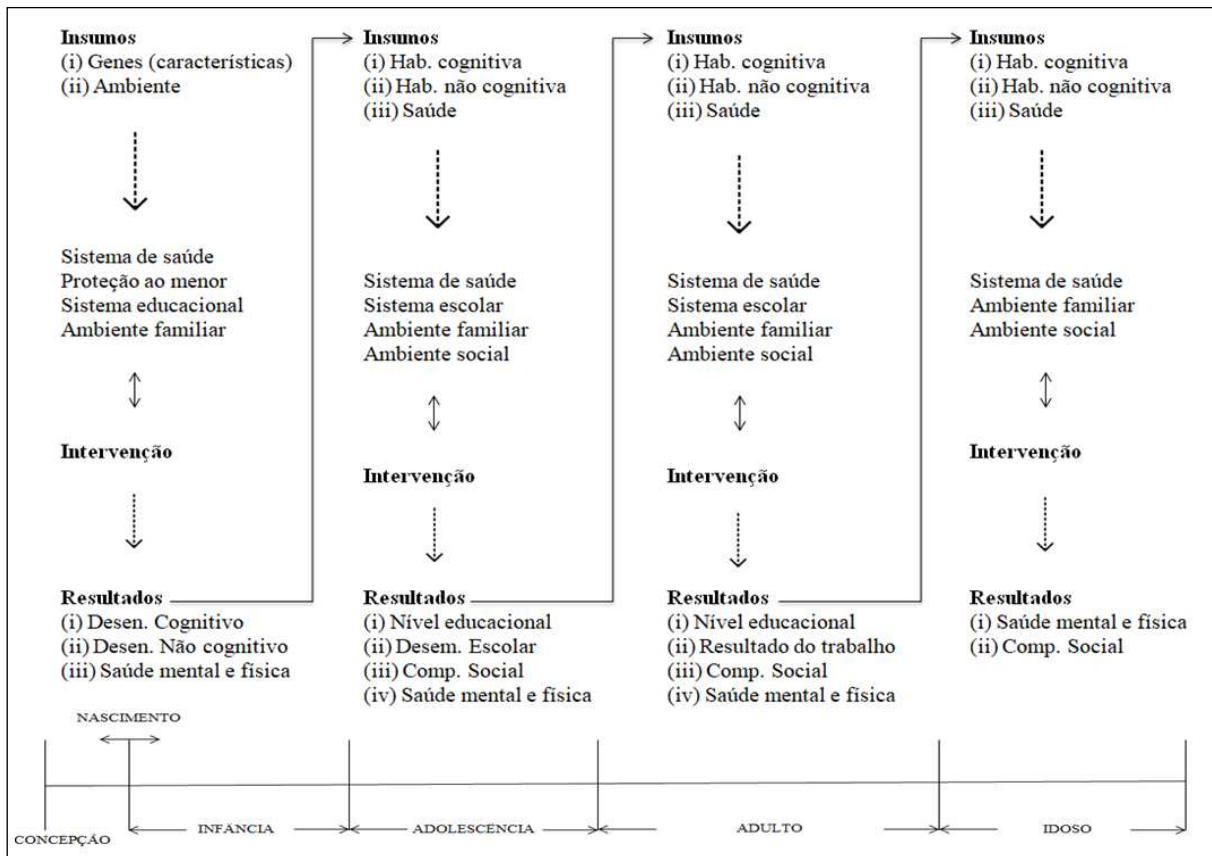 Insumos
(i) Genes (características)
(ii) Ambiente
Sistema de saúde
Proteção ao menor
Sistema educacional
Ambiente familiar
Intervenção
Resultados
(i) Desen. Cognitivo
(ii) Desen. Não cognitivo
(iii) Saúde mental e física
Insumos
(i) Hab. cognitiva
(ii) Hab. não cognitiva
(iii) Saúde
Sistema de saúde
Sistema escolar
Ambiente familiar
Ambiente social
Intervenção
Resultados
(i) Nível educacional
(ii) Desem. Escolar
(iii) Comp. Social
(iv) Saúde mental e física
Insumos
(i) Hab. cognitiva
(ii) Hab. não cognitiva
(iii) Saúde
Sistema de saúde
Sistema escolar
Ambiente familiar
Ambiente social
Intervenção
Resultados
(i) Nível educacional
(ii) Resultado do trabalho
(iii) Comp. Social
(iv) Saúde mental e física
Insumos
(i) Hab. cognitiva
(ii) Hab. não cognitiva
(iii) Saúde
Sistema de saúde
Ambiente familiar
Ambiente social
Intervenção
Resultados
(i) Saúde mental e física
(ii) Comp. Social
NASCIMENTO
CONCEPÇÃO
INFÂNCIA
ADOLESCÊNCIA
ADULTO
IDOSO